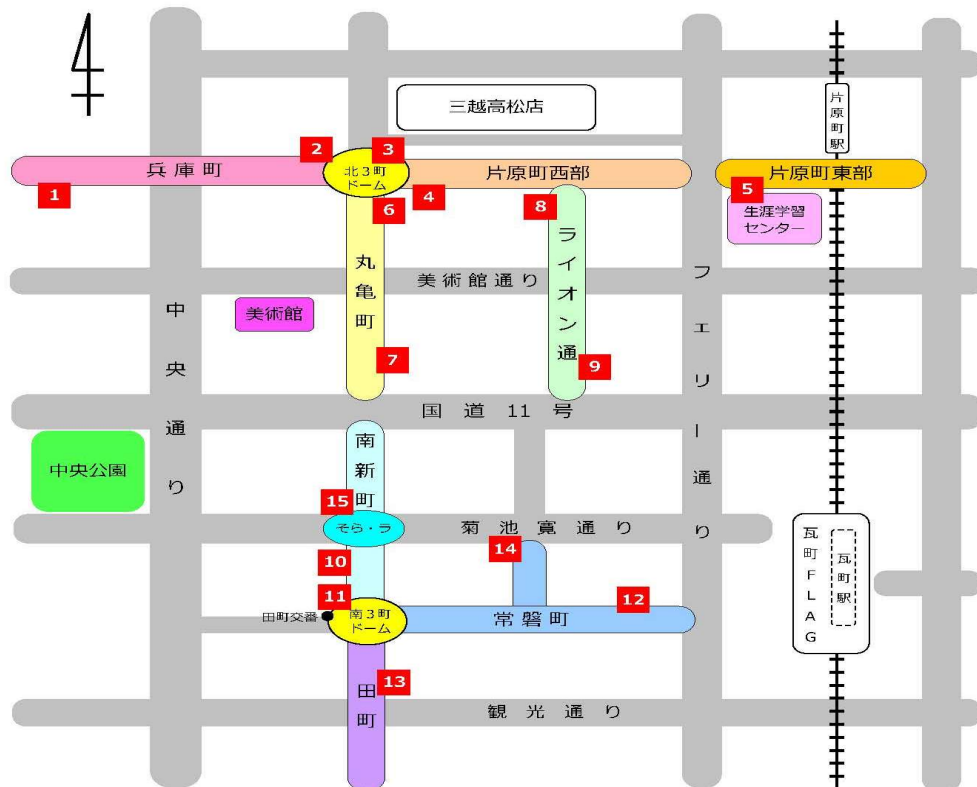 三越高松店
片原町駅
2
3
兵庫町
北3町
ドーム
片原町西部
片原町東部
1
4
5
6
8
生涯学習
センター
丸亀町
ライオン通
美術館通り
フェリー通り
中央通り
美術館
7
9
国道11号
中央公園
南新町
15
そら・ラ
菊池寛通り
瓦町FLAG
瓦町駅
14
10
11
12
田町交番
南3町
ドーム
常磐町
13
田町
観光通り